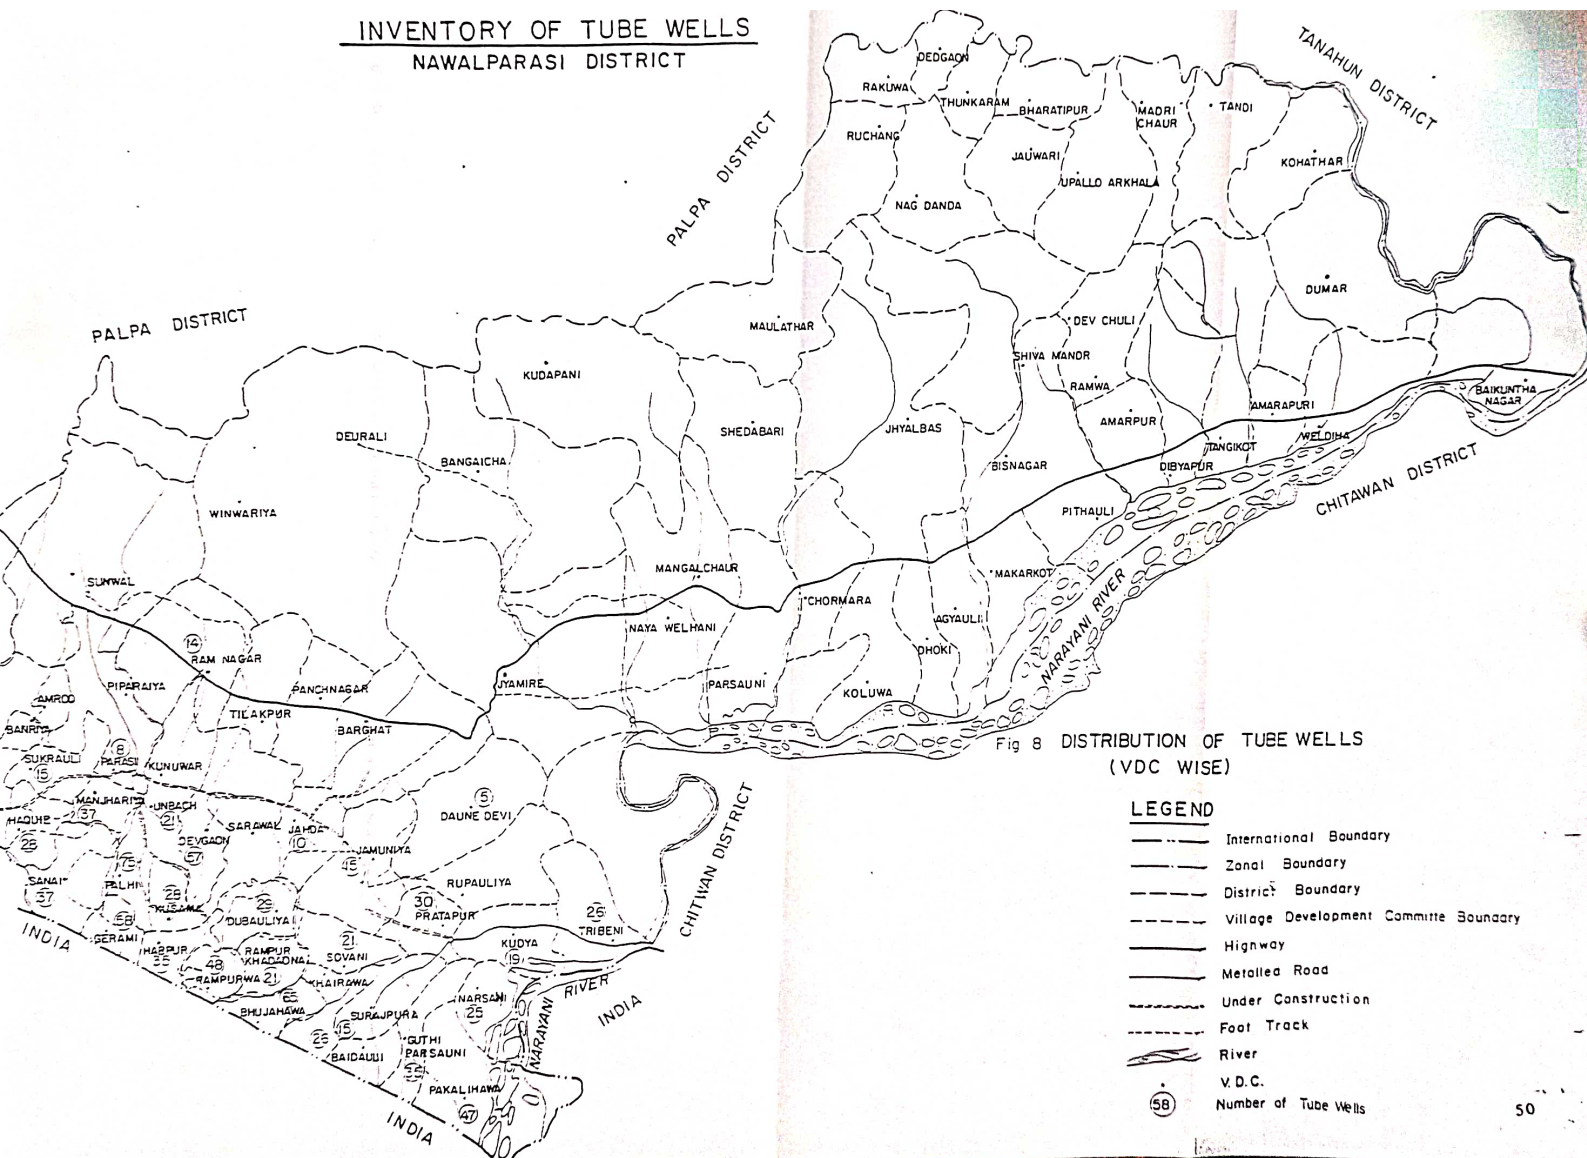 INVENTORY OF TUBE WELLS
NAWALPARASI DISTRICT
TANAHUN DISTRICT
PALPA DISTRICT
PALPA DISTRICT
DEDGAON
RAKUWA
THUNKARAM
BHARATIPUR
MADRI
CHAUR
TANDI
RUCHANG
JAUWARI
KOHATHAR
UPALLO ARKHALA
NAG DANDA
DUMAR
MAULATHAR
DEV CHULI
SHIVA MANDR
KUDAPANI
RAMWA
BAIKUNTHA
NAGAR
AMARAPURI
AMARPUR
SHEDABARI
JHYALBAS
DEURALI
WELDIHA
TANGIKOT
BANGAICHA
BISNAGAR
DIBYAPUR
CHITAWAN DISTRICT
WINWARIYA
PITHAULI
MANGALCHAUR
MAKARKOT
SUNWAL
CHORMARA
NARAYANI RIVER
AGYAULI
NAYA WELHANI
14
RAM NAGAR
DHOKI
PIPARAIYA
PANCHNAGAR
JYAMIRE
PARSAUNI
KOLUWA
AMROD
TILAKPUR
BARGHAT
BANRIYA
8
SUKRAULI
PARASI
KUNUWAR
15
Fig 8 DISTRIBUTION OF TUBE WELLS
(VDC WISE)
MANJHARIYA
37
UNBACH
21
5
DAUNE DEVI
CHITWAN DISTRICT
SARAWAL
JAHDA
10
DEVGAON
57
28
JAMUNIYA
45
SANAI
37
75
PALHI
28
KUSAMA
RUPAULIYA
30
PRATAPUR
29
DUBAULIYA
26
TRIBENI
58
GERAMI
INDIA
HARPUR
35
48
RAMPUR
KHADAONA
21
SOVANI
KUDYA
19
RAMPURWA
21
KHAIRAWA
65
BHUJAHAWA
NARSANI
25
RIVER
NARAYANI
INDIA
26
15
SURAJPURA
BAIDAULI
GUTHI
PARSAUNI
35
PAKALIHAWA
47
INDIA
LEGEND
International Boundary
Zonal Boundary
District Boundary
Village Development Committe Boundary
Highway
Metalled Road
Under Construction
Foot Track
River
V.D.C.
58
Number of Tube Wells
50